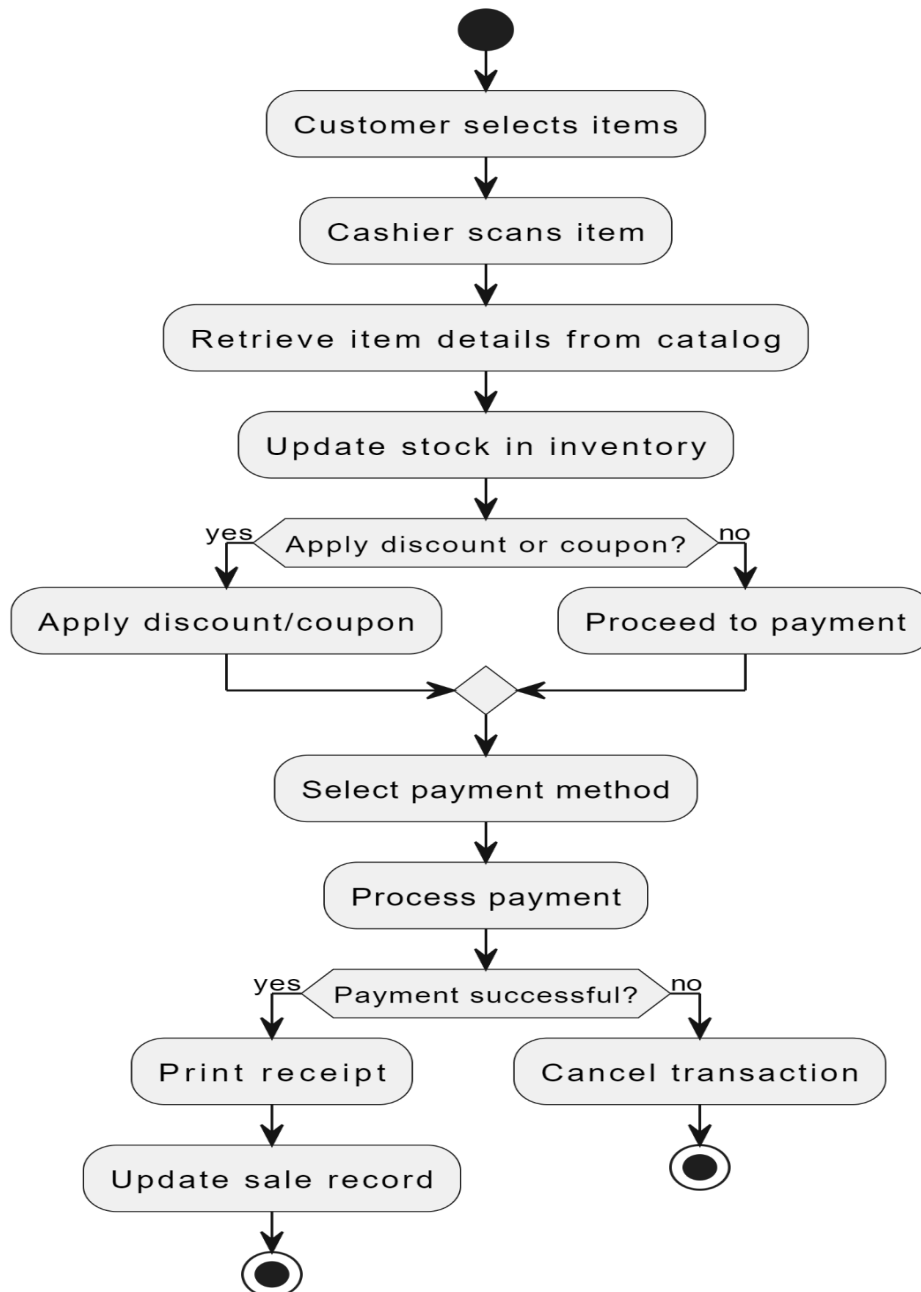 Customer selects items
Cashier scans item
Retrieve item details from catalog
Update stock in inventory
yes
Apply discount or coupon?
no
Apply discount/coupon
Proceed to payment
Select payment method
Process payment
yes
Payment successful?
no
Print receipt
Cancel transaction
Update sale record